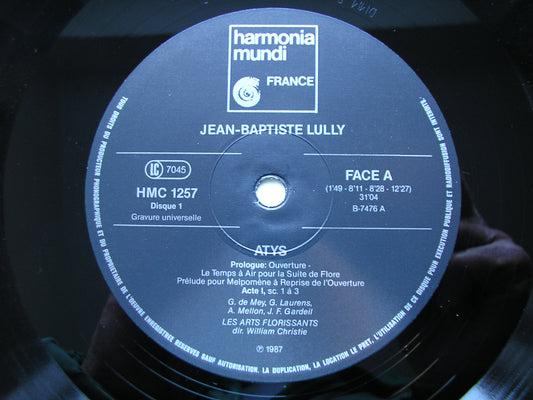 harmonia
mundi
FRANCE
JEAN-BAPTISTE LULLY
LC 7045
HMC 1257
Disque 1
Gravure universelle
FACE A
(1'49 - 8'11 - 8'28 - 12'27)
31'04
B-7476 A
ATYS
Prologue: Ouverture -
Le Temps à Air pour la Suite de Flore
Prélude pour Melpomène à Reprise de l'Ouverture
Acte I, sc. 1 à 3
G. de Mey, G. Laurens,
A. Mellon, J. F. Gardeil
LES ARTS FLORISSANTS
dir. William Christie
℗ 1987
TOUS DROITS DU PRODUCTEUR PHONOGRAPHIQUE ET DU PROPRIETAIRE DE L'ŒUVRE ENREGISTREE RESERVES SAUF AUTORISATION. LA DUPLICATION, LA LOCATION LE PRET, L'UTILISATION DE CE DISQUE POUR EXECUTION PUBLIQUE ET RADIODIFFUSION SONT INTERDITS.